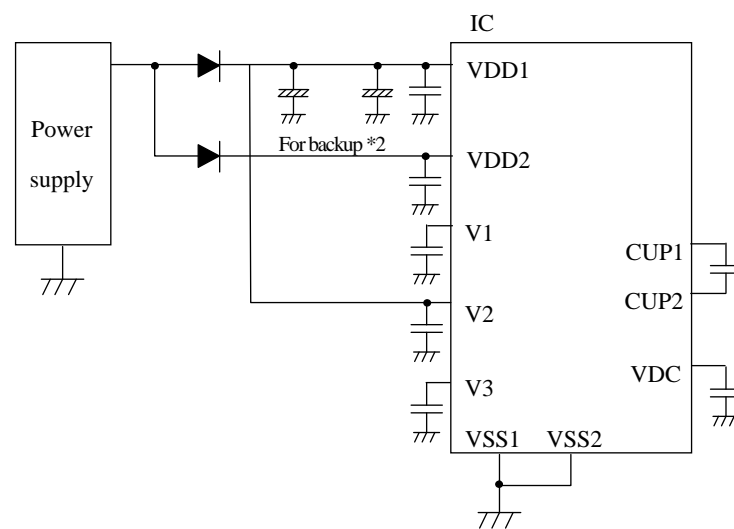 IC
VDD1
Power
supply
For backup *2
VDD2
V1
CUP1
CUP2
V2
VDC
V3
VSS1 VSS2